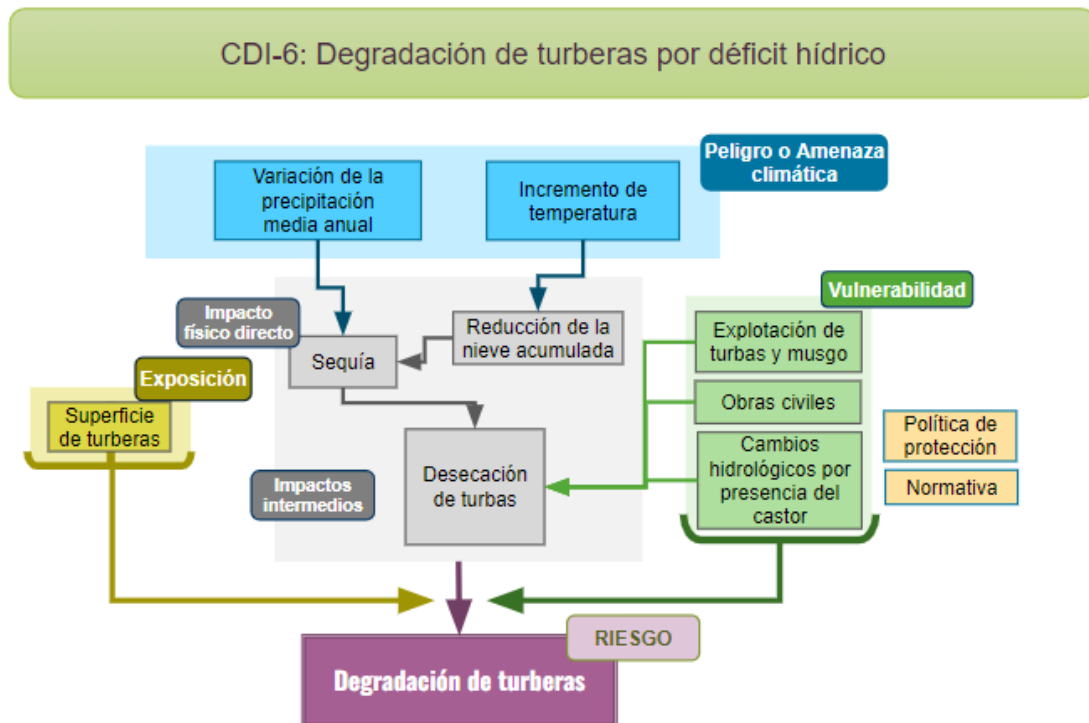 CDI-6: Degradación de turberas por déficit hídrico
Peligro o Amenaza
climática
Variación de la
precipitación
media anual
Incremento de
temperatura
Impacto
físico directo
Sequía
Reducción de la
nieve acumulada
Vulnerabilidad
Explotación de
turbas y musgo
Obras civiles
Cambios
hidrológicos por
presencia del
castor
Política de
protección
Normativa
Exposición
Superficie
de turberas
Impactos
intermedios
Desecación
de turbas
RIESGO
Degradación de turberas